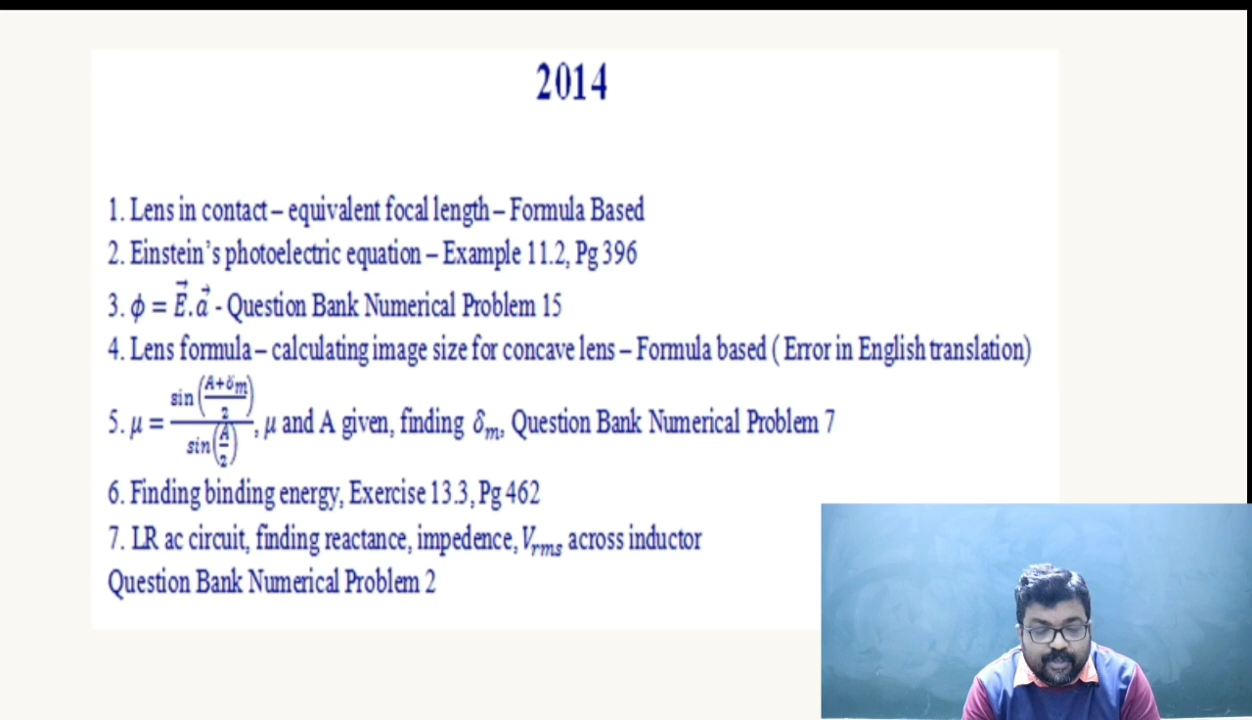 2014
1. Lens in contact – equivalent focal length – Formula Based
2. Einstein's photoelectric equation – Example 11.2, Pg 396
3. ϕ = E⃗.a⃗ - Question Bank Numerical Problem 15
4. Lens formula – calculating image size for concave lens – Formula based ( Error in English translation)
5. μ = sin((A+δm)/2) / sin(A/2), μ and A given, finding δm, Question Bank Numerical Problem 7
6. Finding binding energy, Exercise 13.3, Pg 462
7. LR ac circuit, finding reactance, impedence, Vrms across inductor
Question Bank Numerical Problem 2